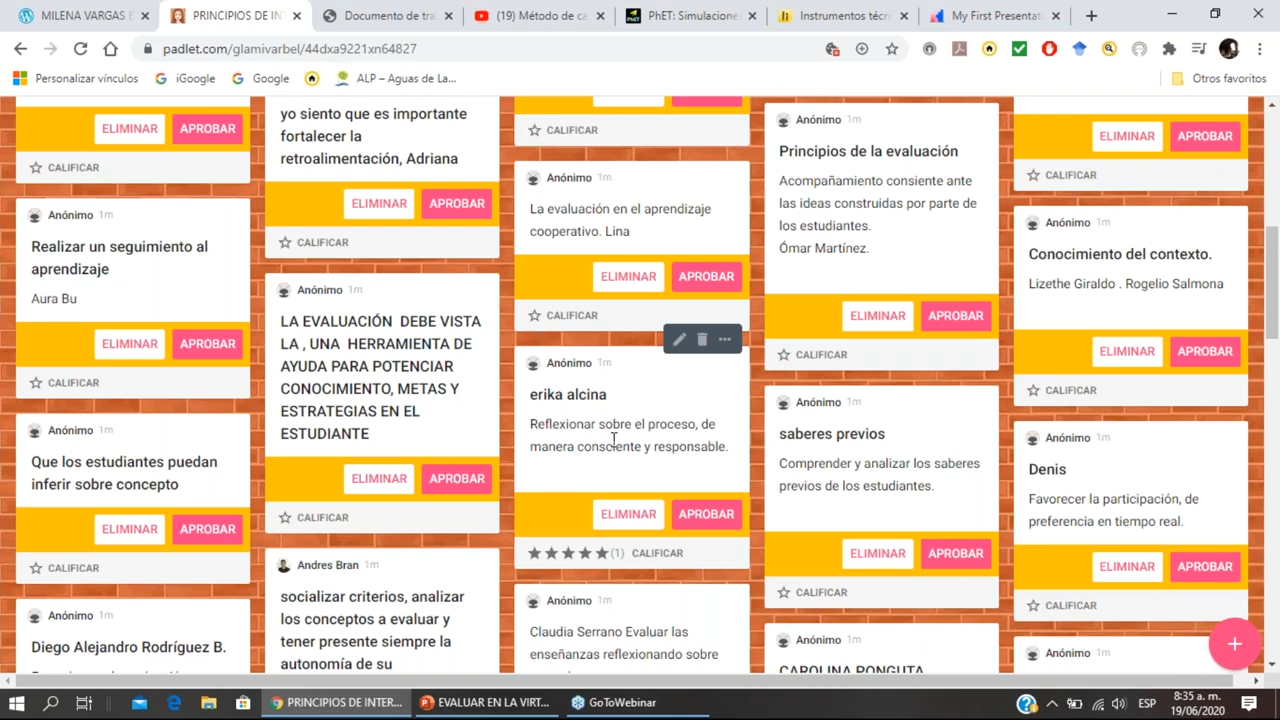 MILENA VARGAS E
PRINCIPIOS DE IN
Documento de tra
(19) Método de ca
PhET: Simulacione
Instrumentos técn
My First Presentat
padlet.com/glamivarbel/44dxa9221xn64827
Personalizar vínculos
iGoogle
Google
ALP – Aguas de La...
Otros favoritos
ELIMINAR
APROBAR
CALIFICAR
Anónimo 1m
Realizar un seguimiento al
aprendizaje
Aura Bu
ELIMINAR
APROBAR
CALIFICAR
Anónimo 1m
Que los estudiantes puedan
inferir sobre concepto
ELIMINAR
APROBAR
CALIFICAR
Anónimo 1m
Diego Alejandro Rodríguez B.
yo siento que es importante
fortalecer la
retroalimentación, Adriana
ELIMINAR
APROBAR
CALIFICAR
Anónimo 1m
LA EVALUACIÓN DEBE VISTA
LA , UNA HERRAMIENTA DE
AYUDA PARA POTENCIAR
CONOCIMIENTO, METAS Y
ESTRATEGIAS EN EL
ESTUDIANTE
ELIMINAR
APROBAR
CALIFICAR
Andres Bran 1m
socializar criterios, analizar
los conceptos a evaluar y
tener presente siempre la
autonomía de su
CALIFICAR
Anónimo 1m
La evaluación en el aprendizaje
cooperativo. Lina
ELIMINAR
APROBAR
CALIFICAR
Anónimo 1m
erika alcina
Reflexionar sobre el proceso, de
manera consciente y responsable.
ELIMINAR
APROBAR
(1) CALIFICAR
Anónimo 1m
Claudia Serrano Evaluar las
enseñanzas reflexionando sobre
Anónimo 1m
Principios de la evaluación
Acompañamiento consiente ante
las ideas construidas por parte de
los estudiantes.
Ómar Martínez.
ELIMINAR
APROBAR
CALIFICAR
Anónimo 1m
saberes previos
Comprender y analizar los saberes
previos de los estudiantes.
ELIMINAR
APROBAR
CALIFICAR
Anónimo 1m
CAROLINA PONGUTA
ELIMINAR
APROBAR
CALIFICAR
Anónimo 1m
Conocimiento del contexto.
Lizethe Giraldo . Rogelio Salmona
ELIMINAR
APROBAR
CALIFICAR
Anónimo 1m
Denis
Favorecer la participación, de
preferencia en tiempo real.
ELIMINAR
APROBAR
CALIFICAR
Anónimo 1m
PRINCIPIOS DE INTER...
EVALUAR EN LA VIRT...
GoToWebinar
ESP
8:35 a. m.
19/06/2020